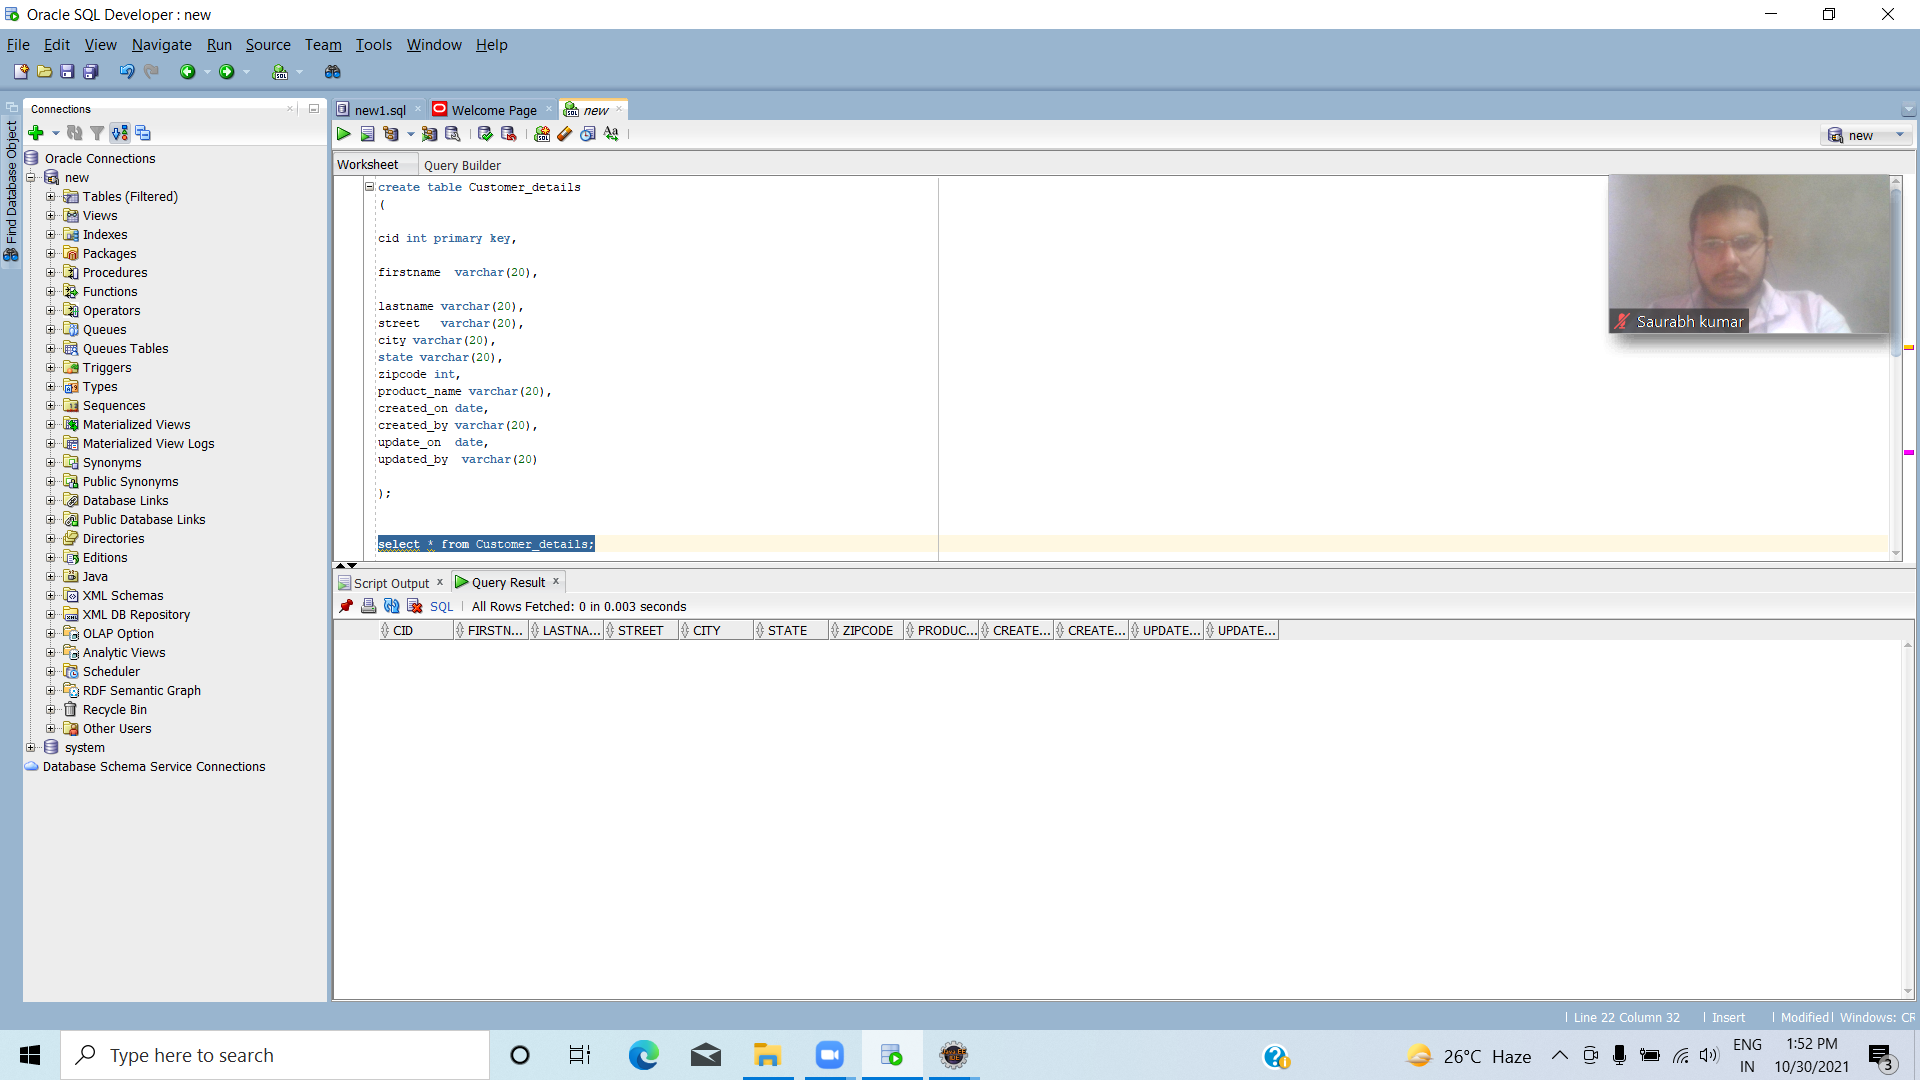 Oracle SQL Developer : new
File Edit View Navigate Run Source Team Tools Window Help
Find Database Object
Connections
Oracle Connections
new
Tables (Filtered)
Views
Indexes
Packages
Procedures
Functions
Operators
Queues
Queues Tables
Triggers
Types
Sequences
Materialized Views
Materialized View Logs
Synonyms
Public Synonyms
Database Links
Public Database Links
Directories
Editions
Java
XML Schemas
XML DB Repository
OLAP Option
Analytic Views
Scheduler
RDF Semantic Graph
Recycle Bin
Other Users
system
Database Schema Service Connections
new1.sql Welcome Page new
new
Worksheet Query Builder
create table Customer_details
(
cid int primary key,
firstname varchar(20),
lastname varchar(20),
street varchar(20),
city varchar(20),
state varchar(20),
zipcode int,
product_name varchar(20),
created_on date,
created_by varchar(20),
update_on date,
updated_by varchar(20)
);
select * from Customer_details;
Saurabh kumar
Script Output Query Result
SQL All Rows Fetched: 0 in 0.003 seconds
CID FIRSTN... LASTNA... STREET CITY STATE ZIPCODE PRODUC... CREATE... CREATE... UPDATE... UPDATE...
Line 22 Column 32 Insert Modified Windows: CR
Type here to search
26°C Haze
ENG
IN
1:52 PM
10/30/2021
3